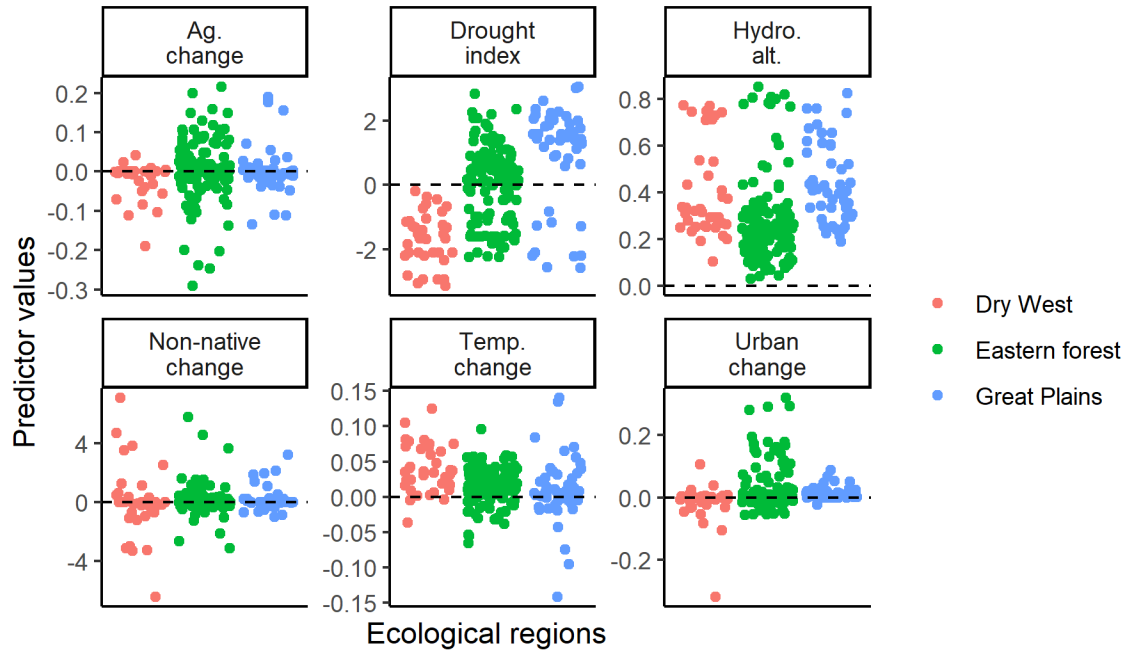 Ag.
change
Drought
index
Hydro.
alt.
0.2
0.1
0.0
-0.1
-0.2
-0.3
2
0
-2
0.8
0.6
0.4
0.2
0.0
Non-native
change
Temp.
change
Urban
change
4
0
-4
0.15
0.10
0.05
0.00
-0.05
-0.10
-0.15
0.2
0.0
-0.2
Predictor values
Ecological regions
Dry West
Eastern forest
Great Plains